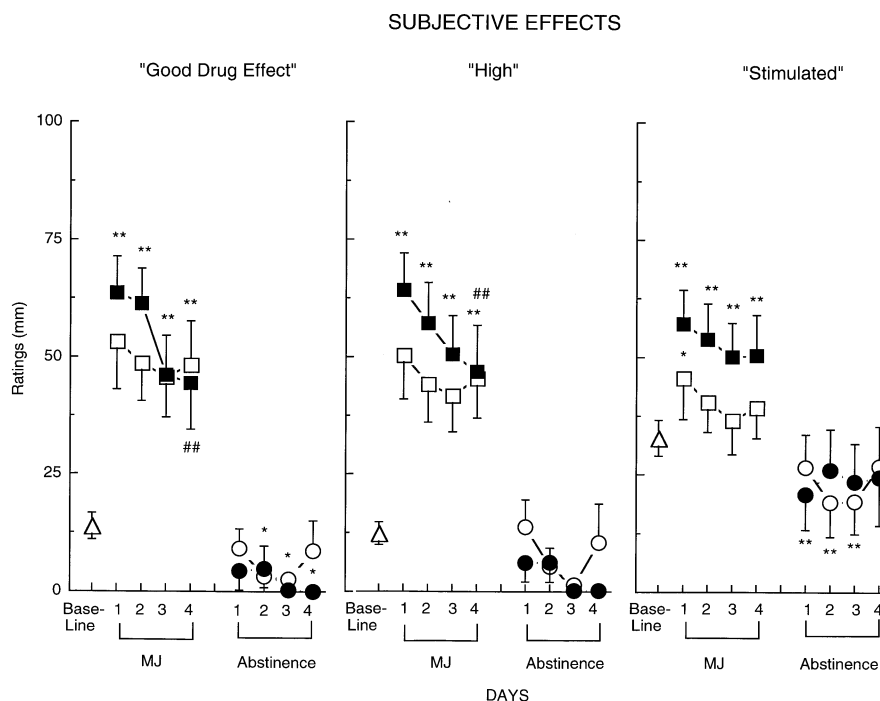 SUBJECTIVE EFFECTS
"Good Drug Effect" "High" "Stimulated"
100
75
50
25
0
Ratings (mm)
** ** ** **
##
* * *
** ** ** **
##
** ** ** **
*
** ** **
Base- 1 2 3 4 1 2 3 4 Base- 1 2 3 4 1 2 3 4 Base- 1 2 3 4 1 2 3 4
Line Line Line
MJ Abstinence MJ Abstinence MJ Abstinence
DAYS